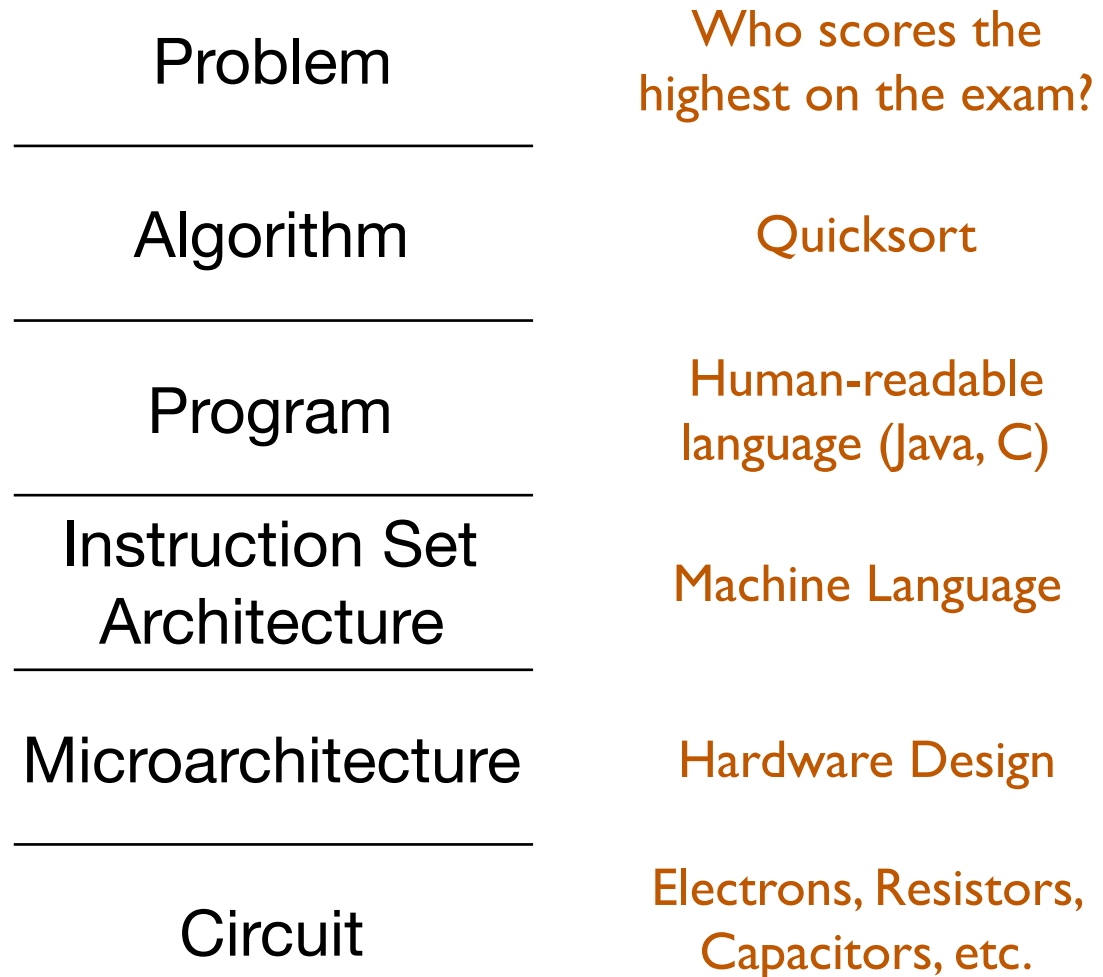 Problem
Who scores the
highest on the exam?
Algorithm
Quicksort
Program
Human-readable
language (Java, C)
Instruction Set
Architecture
Machine Language
Microarchitecture
Hardware Design
Circuit
Electrons, Resistors,
Capacitors, etc.